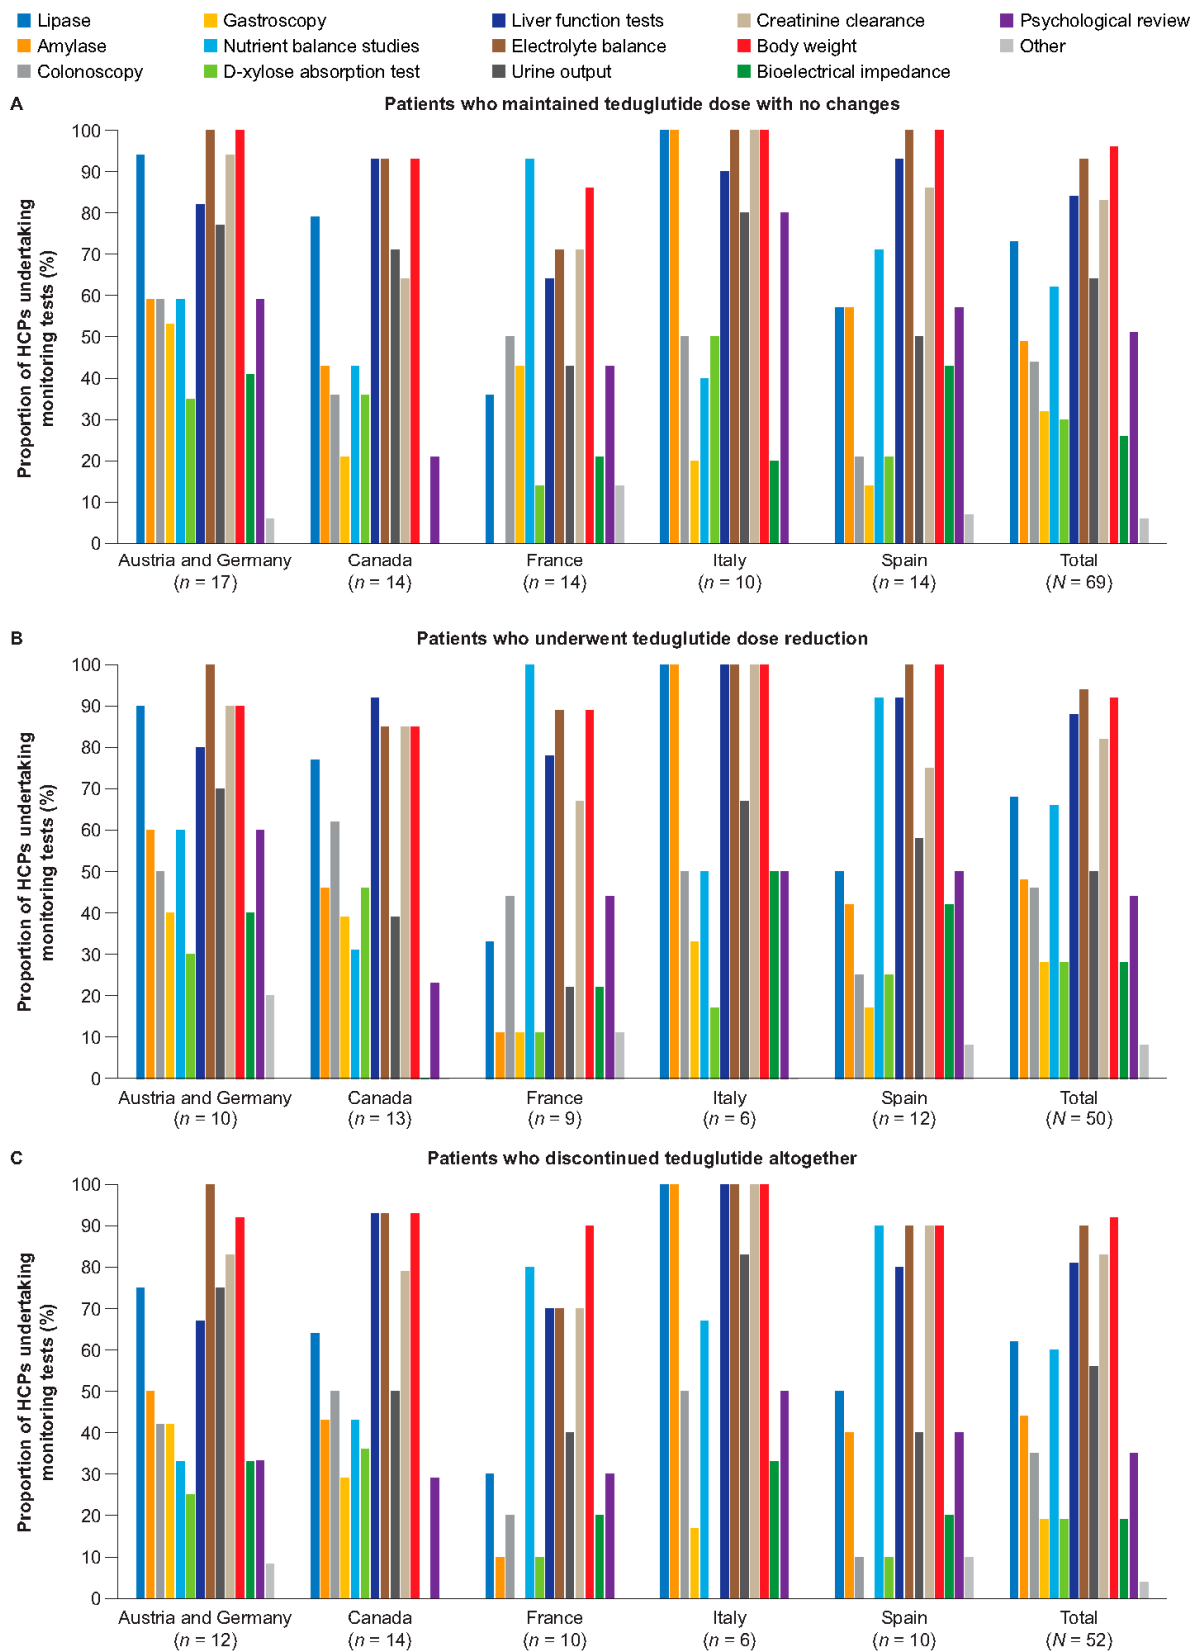 Lipase
Amylase
Colonoscopy
Gastroscopy
Nutrient balance studies
D-xylose absorption test
Liver function tests
Electrolyte balance
Urine output
Creatinine clearance
Body weight
Bioelectrical impedance
Psychological review
Other
A
Patients who maintained teduglutide dose with no changes
Proportion of HCPs undertaking
monitoring tests (%)
100
90
80
70
60
50
40
30
20
10
0
Austria and Germany
(n = 17)
Canada
(n = 14)
France
(n = 14)
Italy
(n = 10)
Spain
(n = 14)
Total
(N = 69)
B
Patients who underwent teduglutide dose reduction
Proportion of HCPs undertaking
monitoring tests (%)
100
90
80
70
60
50
40
30
20
10
0
Austria and Germany
(n = 10)
Canada
(n = 13)
France
(n = 9)
Italy
(n = 6)
Spain
(n = 12)
Total
(N = 50)
C
Patients who discontinued teduglutide altogether
Proportion of HCPs undertaking
monitoring tests (%)
100
90
80
70
60
50
40
30
20
10
0
Austria and Germany
(n = 12)
Canada
(n = 14)
France
(n = 10)
Italy
(n = 6)
Spain
(n = 10)
Total
(N = 52)